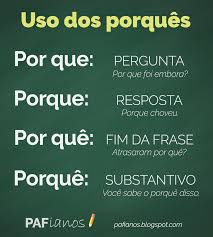 Uso dos porquês
Por que: PERGUNTA
Por que foi embora?
Porque: RESPOSTA
Porque choveu.
Por quê: FIM DA FRASE
Atrasaram por quê?
Porquê: SUBSTANTIVO
Você sabe o porquê disso.
PAFianos pafianos.blogspot.com